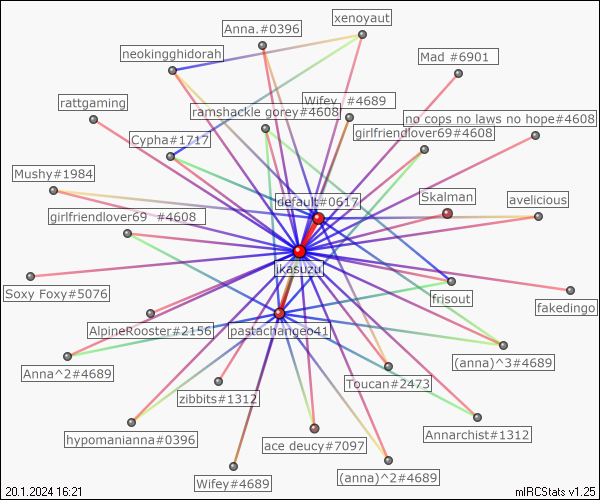 xenoyaut
Anna.#0396
neokingghidorah
Mad #6901
rattgaming
Wifey_#4689
ramshackle gorey#4608
no cops no laws no hope#4608
girlfriendlover69#4608
Cypha#1717
Mushy#1984
default#0617
Skalman
avelicious
girlfriendlover69_#4608
ikasuzu
Soxy Foxy#5076
frisout
fakedingo
AlpineRooster#2156
pastachangeo41
Anna^2#4689
(anna)^3#4689
Toucan#2473
zibbits#1312
hypomanianna#0396
ace deucy#7097
Annarchist#1312
Wifey#4689
(anna)^2#4689
20.1.2024 16:21
mIRCStats v1.25